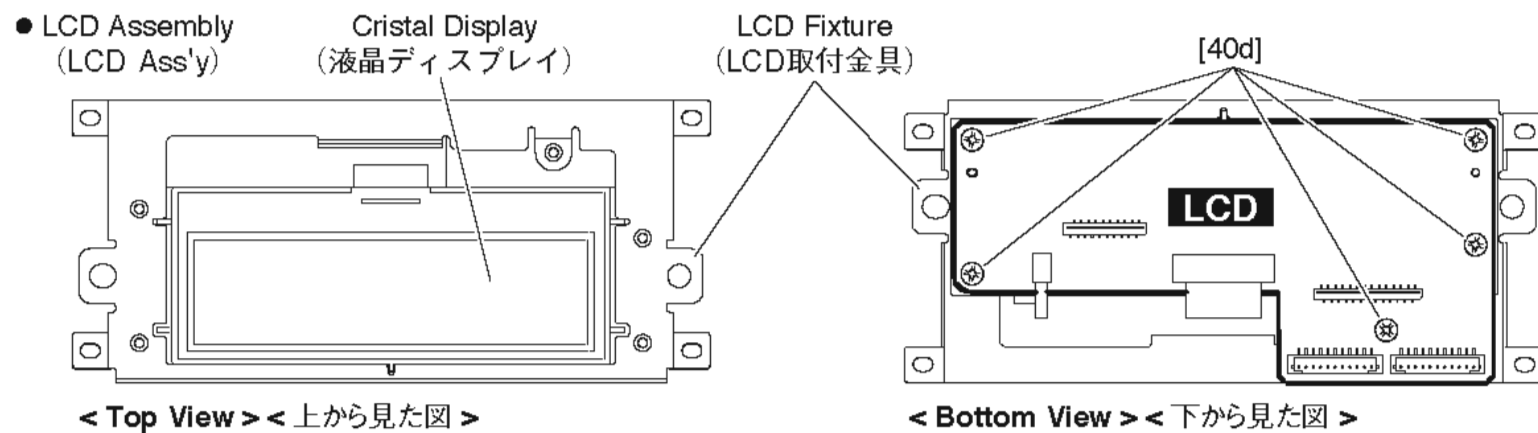 ● LCD Assembly
(LCD Ass'y)
Cristal Display
(液晶ディスプレイ)
LCD Fixture
(LCD取付金具)
[40d]
LCD
< Top View > < 上から見た図 >
< Bottom View > < 下から見た図 >